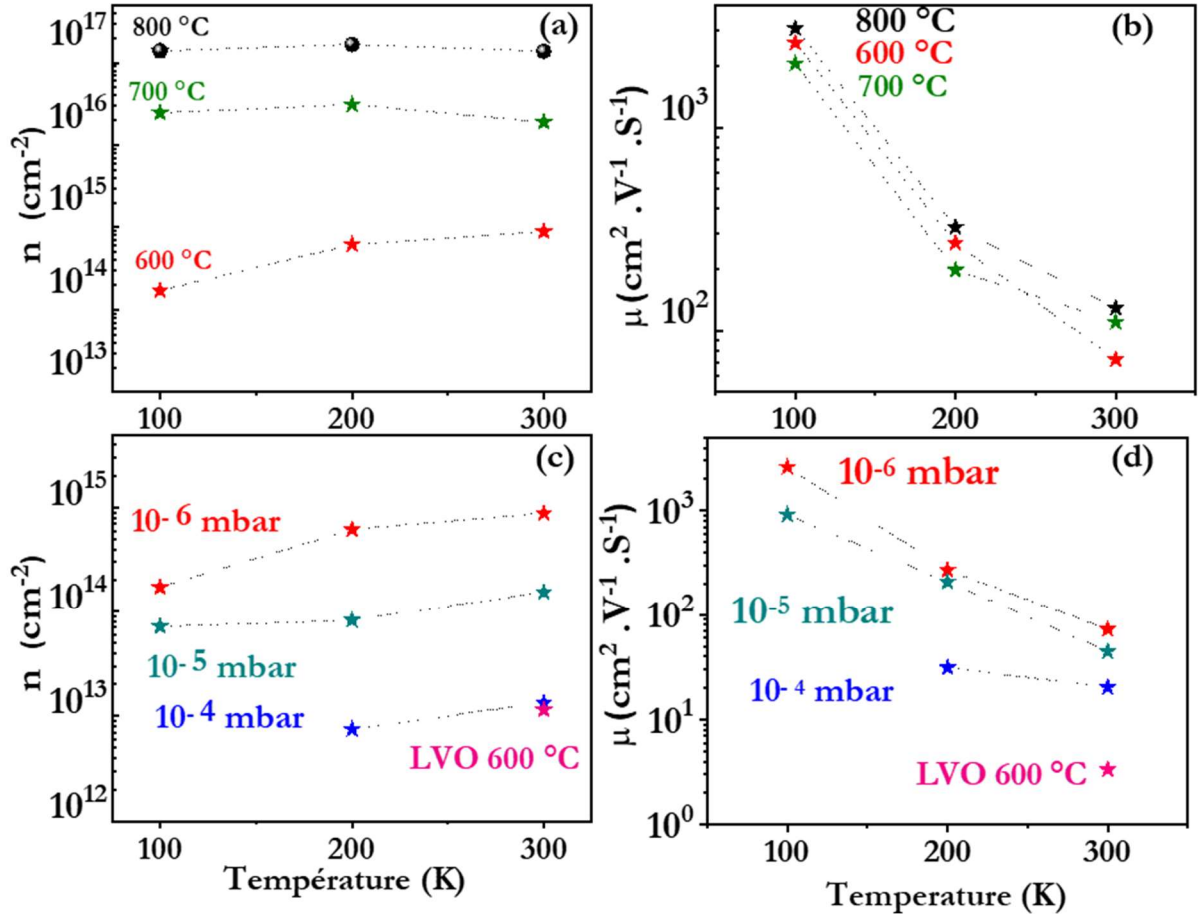 (a)
800 °C
700 °C
600 °C
n (cm⁻²)
10¹⁷
10¹⁶
10¹⁵
10¹⁴
10¹³
100 200 300
(b)
800 °C
600 °C
700 °C
μ (cm² .V⁻¹ .S⁻¹)
10³
10²
100 200 300
(c)
10⁻⁶ mbar
10⁻⁵ mbar
10⁻⁴ mbar
LVO 600 °C
n (cm⁻²)
10¹⁵
10¹⁴
10¹³
10¹²
100 200 300
Température (K)
(d)
10⁻⁶ mbar
10⁻⁵ mbar
10⁻⁴ mbar
LVO 600 °C
μ (cm² .V⁻¹ .S⁻¹)
10³
10²
10¹
10⁰
100 200 300
Temperature (K)